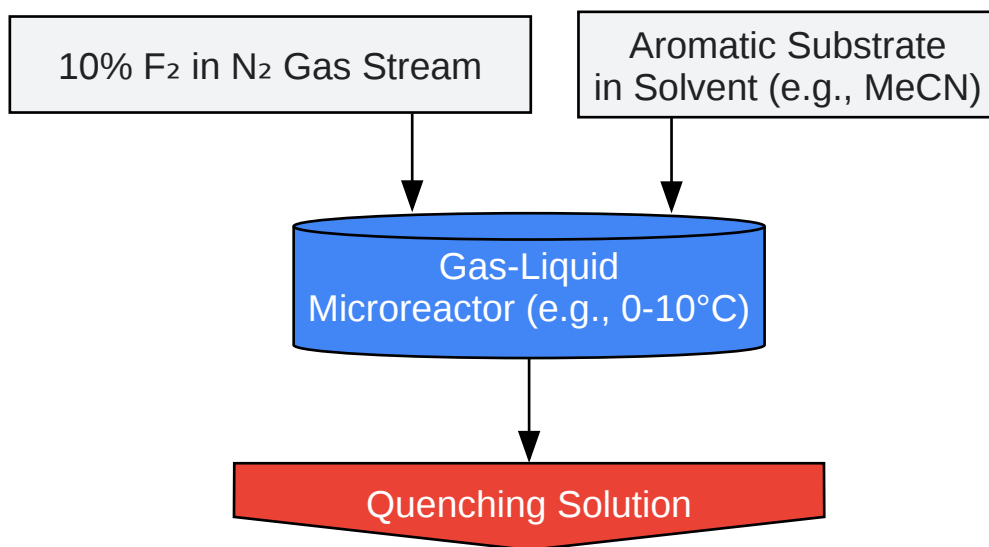 10% F₂ in N₂ Gas Stream
Aromatic Substrate
in Solvent (e.g., MeCN)
Gas-Liquid
Microreactor (e.g., 0-10°C)
Quenching Solution